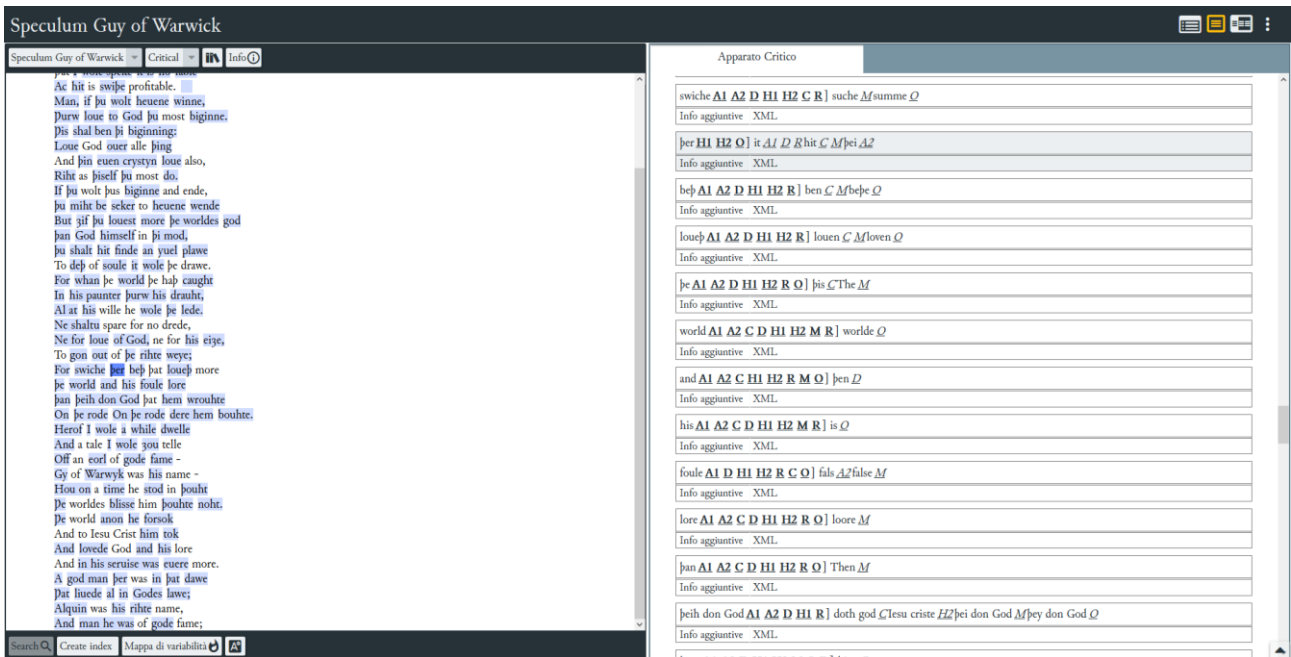 Speculum Guy of Warwick
Speculum Guy of Warwick Critical Info
Ac hit is swiþe profitable.
Man, if þu wolt heuene winne,
Þurw loue to God þu most biginne.
Þis shal ben þi biginning:
Loue God ouer alle þing
And þin euen crystyn loue also,
Riht as þiself þu most do.
If þu wolt þus biginne and ende,
þu miht be seker to heuene wende
But ȝif þu louest more þe worldes god
þan God himself in þi mod,
þu shalt hit finde an yuel plawe
To deþ of soule it wole þe drawe.
For whan þe world þe haþ caught
In his paunter þurw his drauht,
Al at his wille he wole þe lede.
Ne shaltu spare for no drede,
Ne for loue of God, ne for his eiȝe,
To gon out of þe rihte weye;
For swiche þer beþ þat loueþ more
þe world and his foule lore
þan þeih don God þat hem wrouhte
On þe rode On þe rode dere hem bouhte.
Herof I wole a while dwelle
And a tale I wole ȝou telle
Off an eorl of gode fame -
Gy of Warwyk was his name -
Hou on a time he stod in þouht
Þe worldes blisse him þouhte noht.
Þe world anon he forsok
And to Iesu Crist him tok
And lovede God and his lore
And in his seruise was euere more.
A god man þer was in þat dawe
Þat liuede al in Godes lawe;
Alquin was his rihte name,
And man he was of gode fame;
Search Create index Mappa di variabilità
Apparato Critico
swiche A1 A2 D H1 H2 C R] suche M summe O
Info aggiuntive XML
þer H1 H2 O] it A1 D R hit C M þei A2
Info aggiuntive XML
beþ A1 A2 D H1 H2 R] ben C M beþe O
Info aggiuntive XML
loueþ A1 A2 D H1 H2 R] louen C M loven O
Info aggiuntive XML
þe A1 A2 D H1 H2 R O] þis C The M
Info aggiuntive XML
world A1 A2 C D H1 H2 M R] worlde O
Info aggiuntive XML
and A1 A2 C H1 H2 R M O] þen D
Info aggiuntive XML
his A1 A2 C D H1 H2 M R] is O
Info aggiuntive XML
foule A1 D H1 H2 R C O] fals A2 false M
Info aggiuntive XML
lore A1 A2 C D H1 H2 R O] loore M
Info aggiuntive XML
þan A1 A2 C D H1 H2 R O] Then M
Info aggiuntive XML
þeih don God A1 A2 D H1 R] doth god C Iesu criste H2 þei don God M þey don God O
Info aggiuntive XML